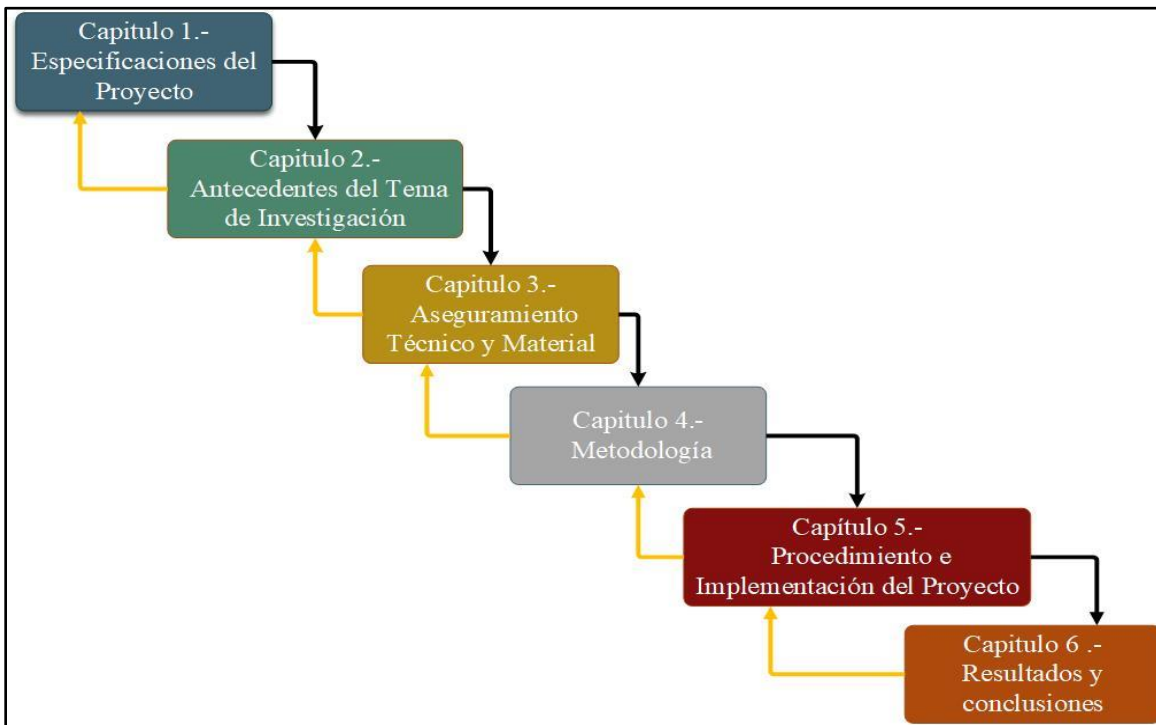 Capitulo 1.-
Especificaciones del
Proyecto
Capitulo 2.-
Antecedentes del Tema
de Investigación
Capitulo 3.-
Aseguramiento
Técnico y Material
Capitulo 4.-
Metodología
Capítulo 5.-
Procedimiento e
Implementación del Proyecto
Capitulo 6 .-
Resultados y
conclusiones